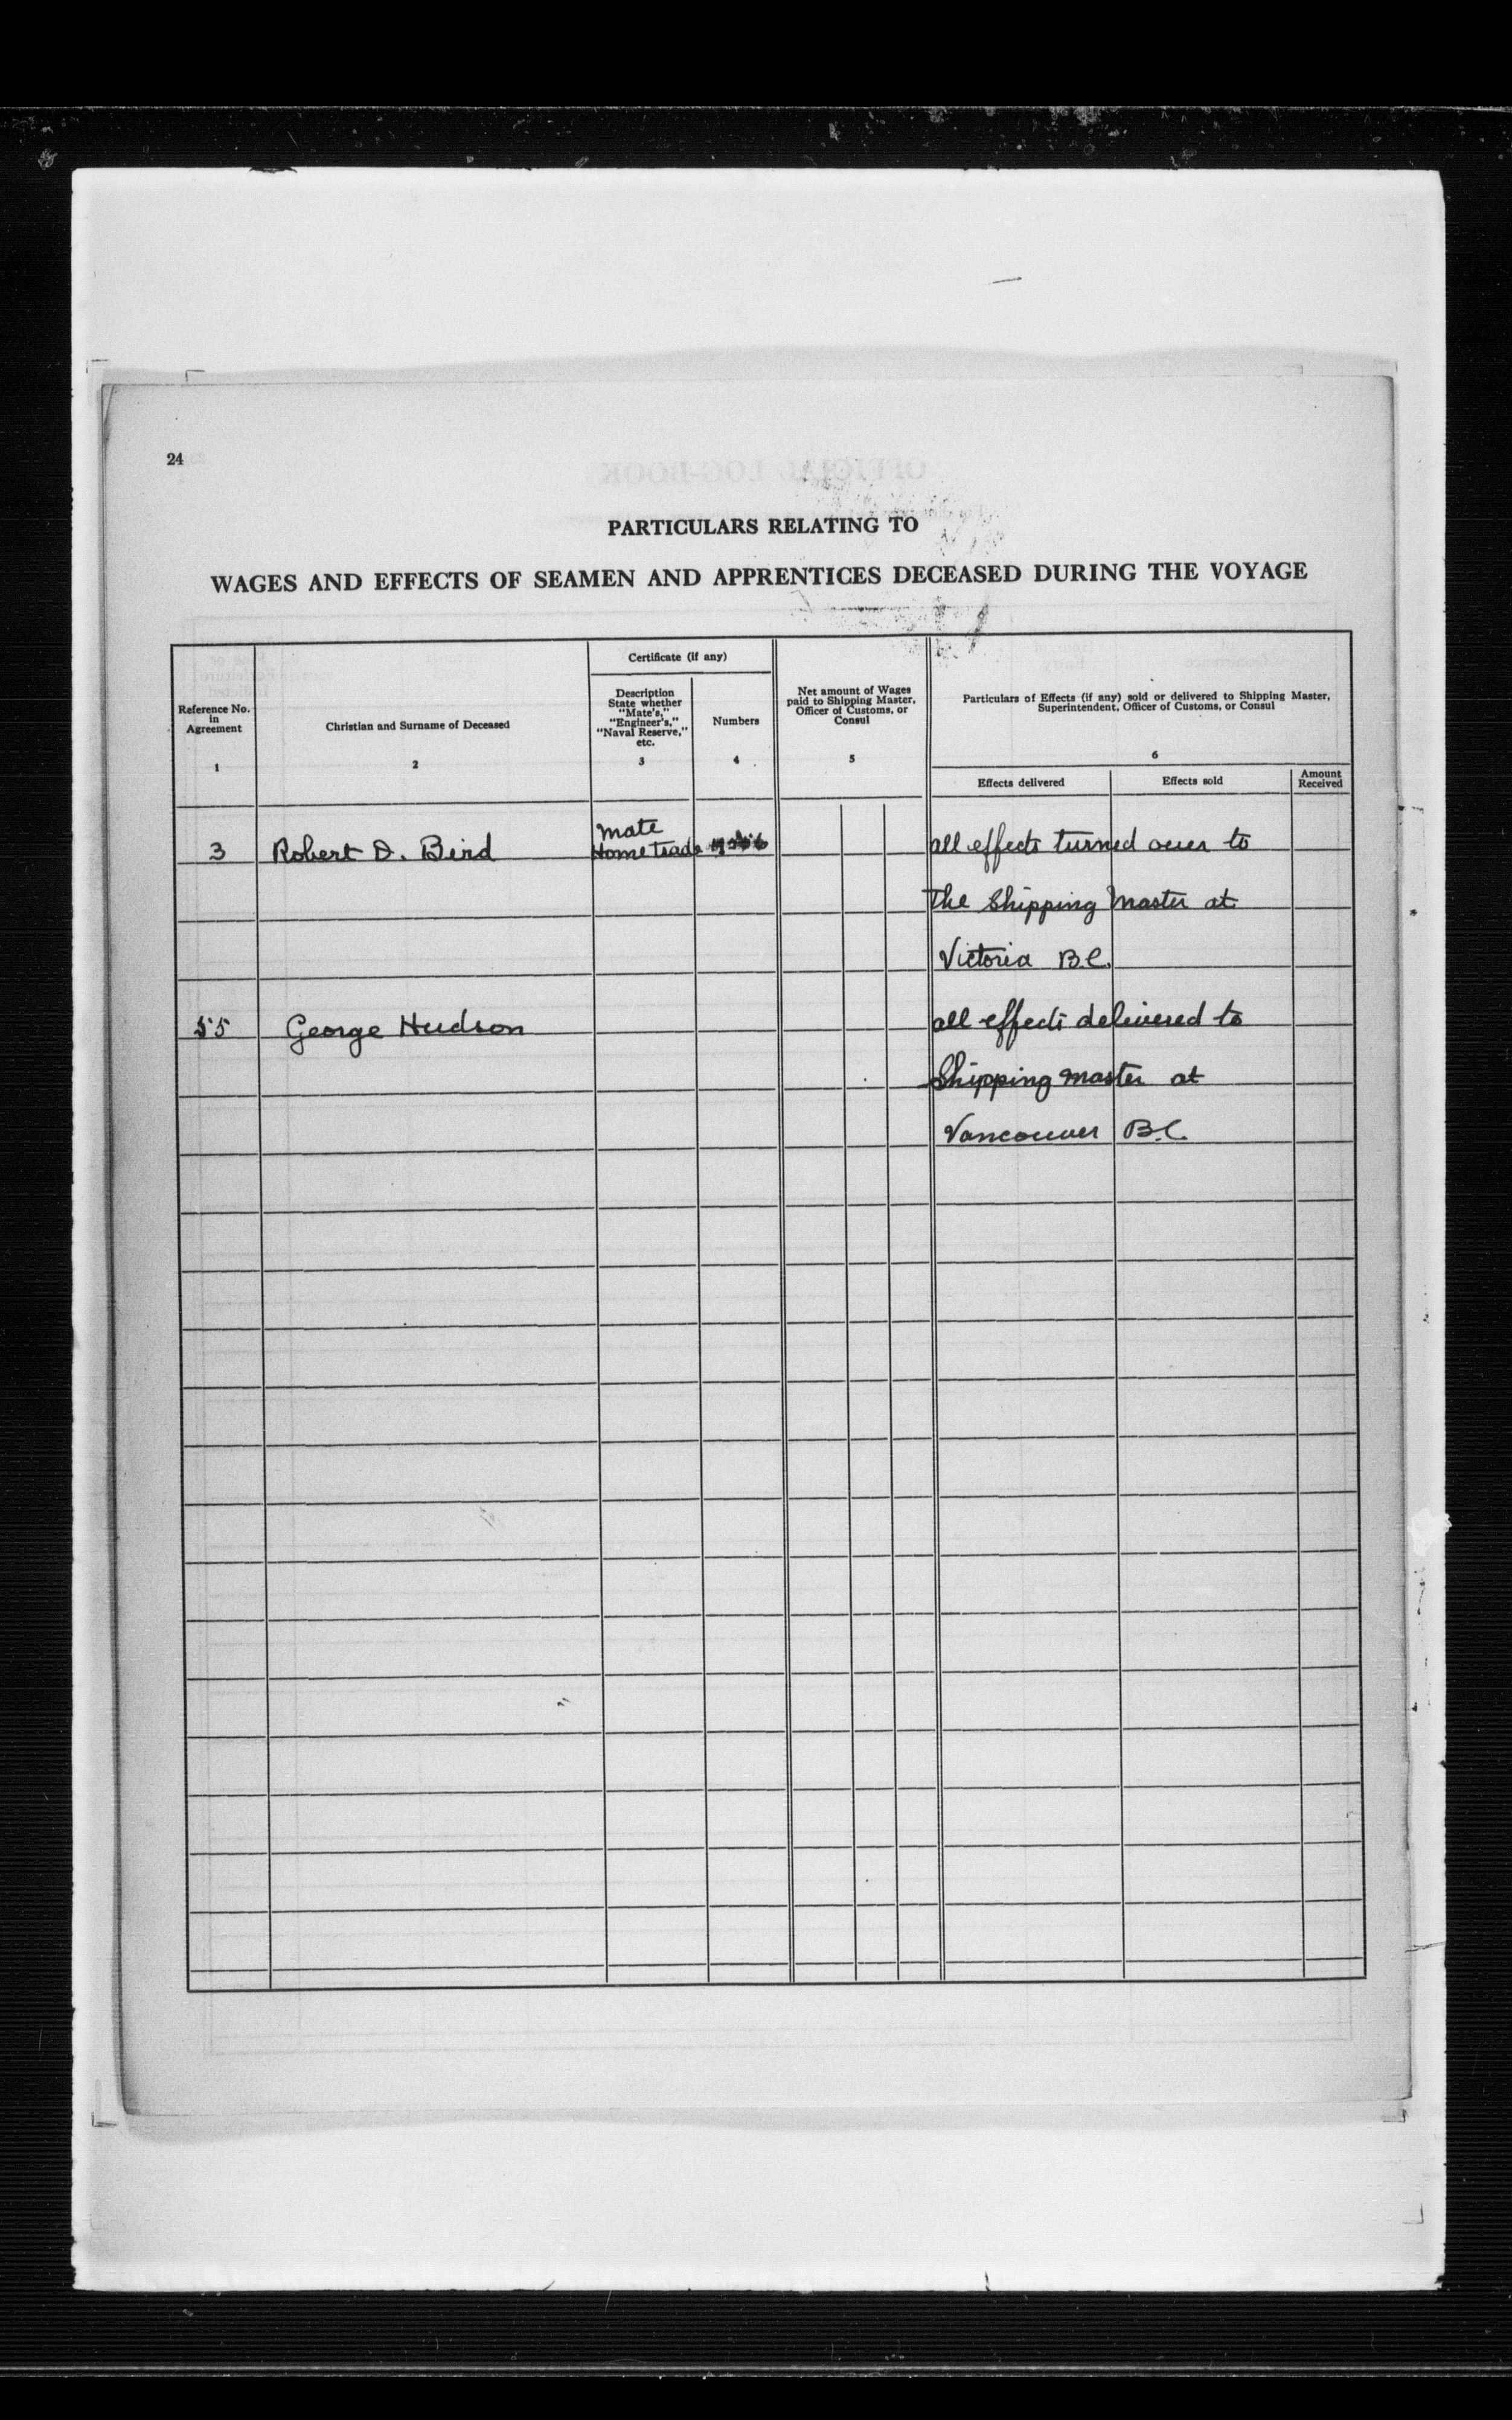 24
PARTICULARS RELATING TO
WAGES AND EFFECTS OF SEAMEN AND APPRENTICES DECEASED DURING THE VOYAGE
Reference No.
in
Agreement
1
Christian and Surname of Deceased
2
Certificate (if any)
Description
State whether
"Mate's,"
"Engineer's,"
"Naval Reserve,"
etc.
3
Numbers
4
Net amount of Wages
paid to Shipping Master,
Officer of Customs, or
Consul
5
Particulars of Effects (if any) sold or delivered to Shipping Master,
Superintendent, Officer of Customs, or Consul
6
Effects delivered
Effects sold
Amount
Received
3
Robert D. Bird
Mate
Home Trade
all effects turned over to
the Shipping Master at
Victoria B.C.
55
George Hudson
all effects delivered to
Shipping Master at
Vancouver B.C.